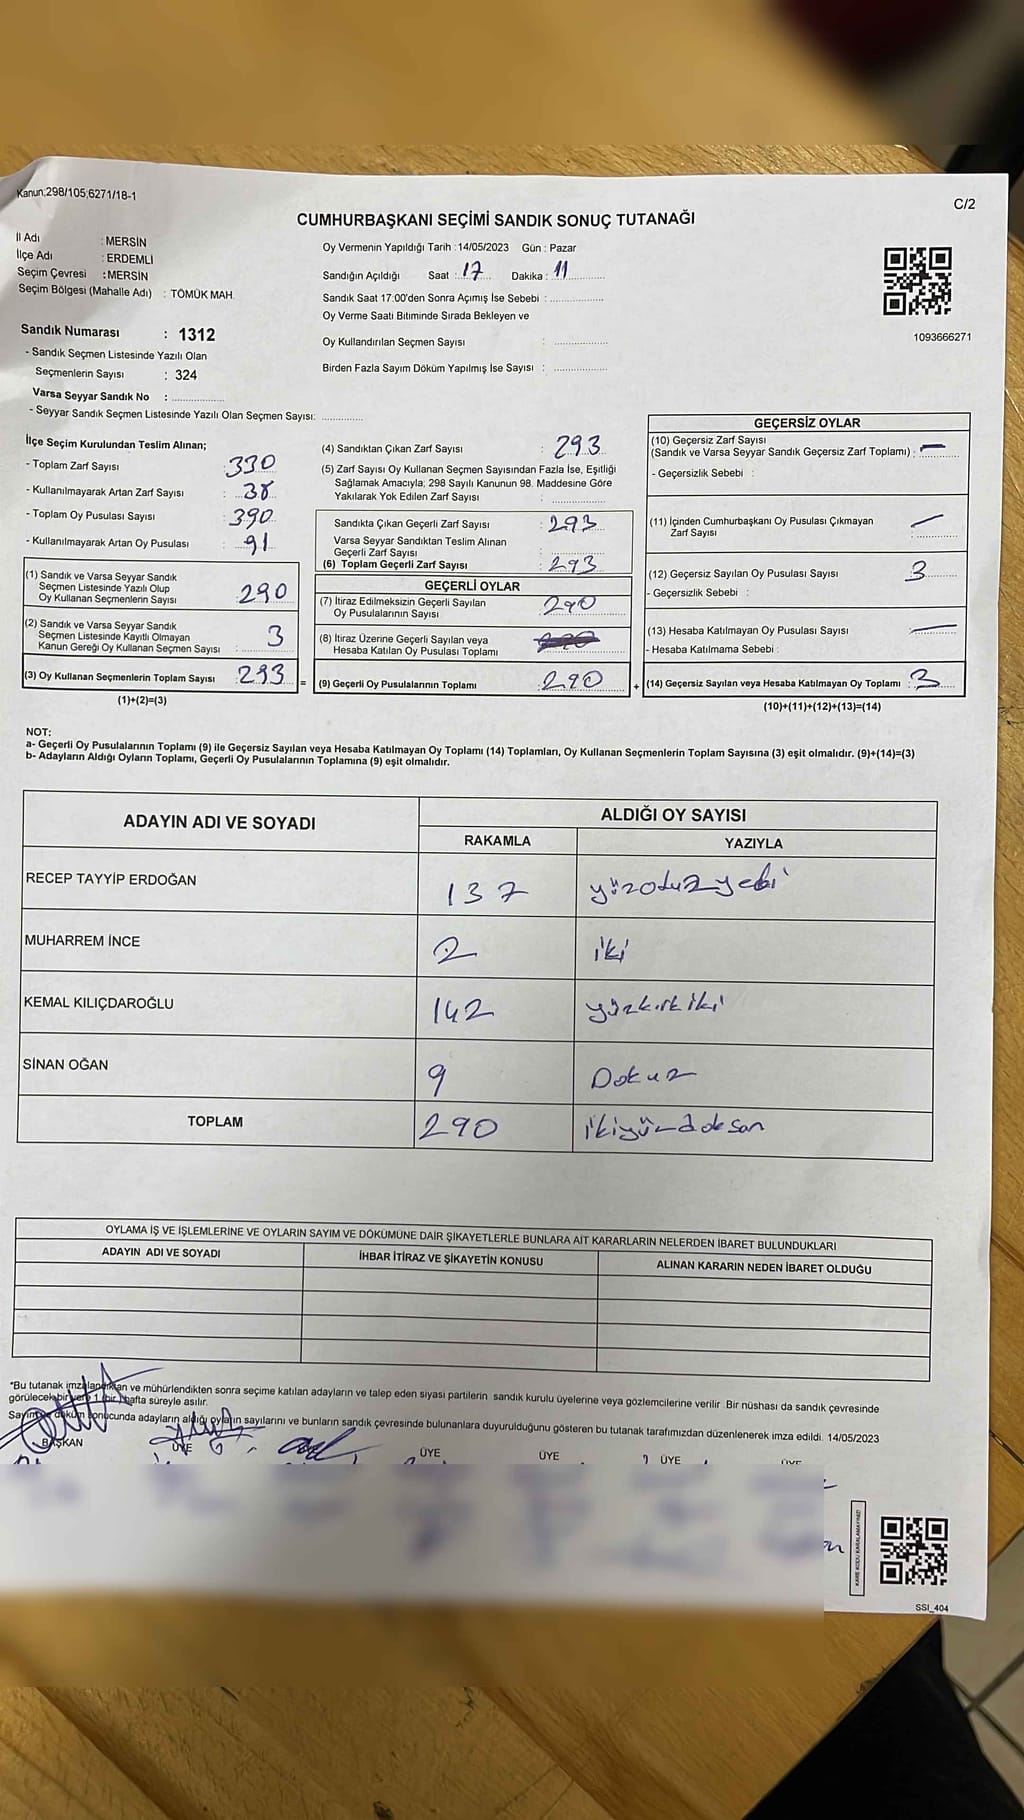 Kanun;298/105;6271/18-1
C/2
CUMHURBAŞKANI SEÇİMİ SANDIK SONUÇ TUTANAĞI
İl Adı : MERSİN
İlçe Adı : ERDEMLİ
Seçim Çevresi : MERSİN
Seçim Bölgesi (Mahalle Adı) : TÖMÜK MAH.
Oy Vermenin Yapıldığı Tarih :14/05/2023 Gün : Pazar
Sandığın Açıldığı Saat : 17 Dakika : 11
Sandık Saat 17:00'den Sonra Açımış İse Sebebi :
Oy Verme Saati Bitiminde Sırada Bekleyen ve
Oy Kullandırılan Seçmen Sayısı :
Birden Fazla Sayım Döküm Yapılmış İse Sayısı :
1093666271
Sandık Numarası : 1312
- Sandık Seçmen Listesinde Yazılı Olan
Seçmenlerin Sayısı : 324
Varsa Seyyar Sandık No :
- Seyyar Sandık Seçmen Listesinde Yazılı Olan Seçmen Sayısı:
İlçe Seçim Kurulundan Teslim Alınan;
- Toplam Zarf Sayısı : 330
- Kullanılmayarak Artan Zarf Sayısı : 38
- Toplam Oy Pusulası Sayısı : 390
- Kullanılmayarak Artan Oy Pusulası : 91
(1) Sandık ve Varsa Seyyar Sandık
Seçmen Listesinde Yazılı Olup
Oy Kullanan Seçmenlerin Sayısı : 290
(2) Sandık ve Varsa Seyyar Sandık
Seçmen Listesinde Kayıtlı Olmayan
Kanun Gereği Oy Kullanan Seçmen Sayısı : 3
(3) Oy Kullanan Seçmenlerin Toplam Sayısı : 293
(1)+(2)=(3)
(4) Sandıktan Çıkan Zarf Sayısı : 293
(5) Zarf Sayısı Oy Kullanan Seçmen Sayısından Fazla İse, Eşitliği
Sağlamak Amacıyla; 298 Sayılı Kanunun 98. Maddesine Göre
Yakılarak Yok Edilen Zarf Sayısı :
Sandıkta Çıkan Geçerli Zarf Sayısı : 293
Varsa Seyyar Sandıktan Teslim Alınan
Geçerli Zarf Sayısı :
(6) Toplam Geçerli Zarf Sayısı : 293
GEÇERLİ OYLAR
(7) İtiraz Edilmeksizin Geçerli Sayılan
Oy Pusulalarının Sayısı : 290
(8) İtiraz Üzerine Geçerli Sayılan veya
Hesaba Katılan Oy Pusulası Toplamı
= (9) Geçerli Oy Pusulalarının Toplamı : 290 +
GEÇERSİZ OYLAR
(10) Geçersiz Zarf Sayısı
(Sandık ve Varsa Seyyar Sandık Geçersiz Zarf Toplamı) : —
- Geçersizlik Sebebi :
(11) İçinden Cumhurbaşkanı Oy Pusulası Çıkmayan
Zarf Sayısı : —
(12) Geçersiz Sayılan Oy Pusulası Sayısı : 3
- Geçersizlik Sebebi :
(13) Hesaba Katılmayan Oy Pusulası Sayısı : —
- Hesaba Katılmama Sebebi :
(14) Geçersiz Sayılan veya Hesaba Katılmayan Oy Toplamı : 3
(10)+(11)+(12)+(13)=(14)
NOT:
a- Geçerli Oy Pusulalarının Toplamı (9) ile Geçersiz Sayılan veya Hesaba Katılmayan Oy Toplamı (14) Toplamları, Oy Kullanan Seçmenlerin Toplam Sayısına (3) eşit olmalıdır. (9)+(14)=(3)
b- Adayların Aldığı Oyların Toplamı, Geçerli Oy Pusulalarının Toplamına (9) eşit olmalıdır.
ADAYIN ADI VE SOYADI ALDIĞI OY SAYISI
RAKAMLA YAZIYLA
RECEP TAYYİP ERDOĞAN 137 yüzotuzyedi
MUHARREM İNCE 2 iki
KEMAL KILIÇDAROĞLU 142 yüzkırkiki
SİNAN OĞAN 9 Dokuz
TOPLAM 290 ikiyüzdoksan
OYLAMA İŞ VE İŞLEMLERİNE VE OYLARIN SAYIM VE DÖKÜMÜNE DAİR ŞİKAYETLERLE BUNLARA AİT KARARLARIN NELERDEN İBARET BULUNDUKLARI
ADAYIN ADI VE SOYADI İHBAR İTİRAZ VE ŞİKAYETİN KONUSU ALINAN KARARIN NEDEN İBARET OLDUĞU
*Bu tutanak imzalandıktan ve mühürlendikten sonra seçime katılan adayların ve talep eden siyasi partilerin sandık kurulu üyelerine veya gözlemcilerine verilir. Bir nüshası da sandık çevresinde
görülecek bir yere 1 (bir) hafta süreyle asılır.
Sayım ve döküm sonucunda adayların aldığı oyların sayılarını ve bunların sandık çevresinde bulunanlara duyurulduğunu gösteren bu tutanak tarafımızdan düzenlenerek imza edildi. 14/05/2023
BAŞKAN ÜYE ÜYE ÜYE ÜYE ÜYE
SSİ_404